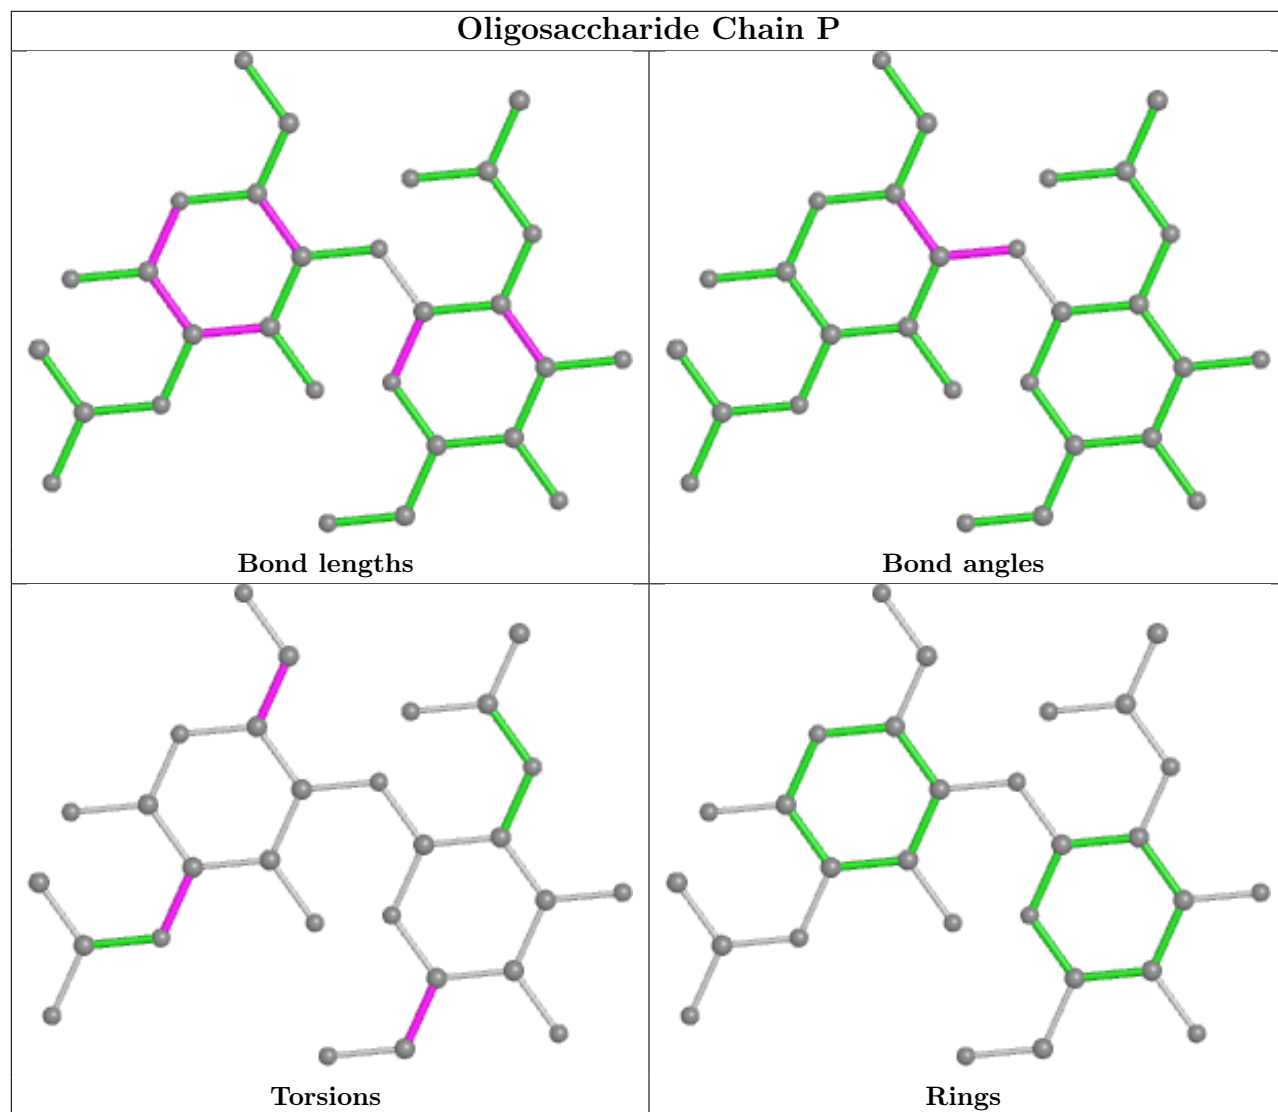 Oligosaccharide Chain P
Bond lengths
Bond angles
Torsions
Rings